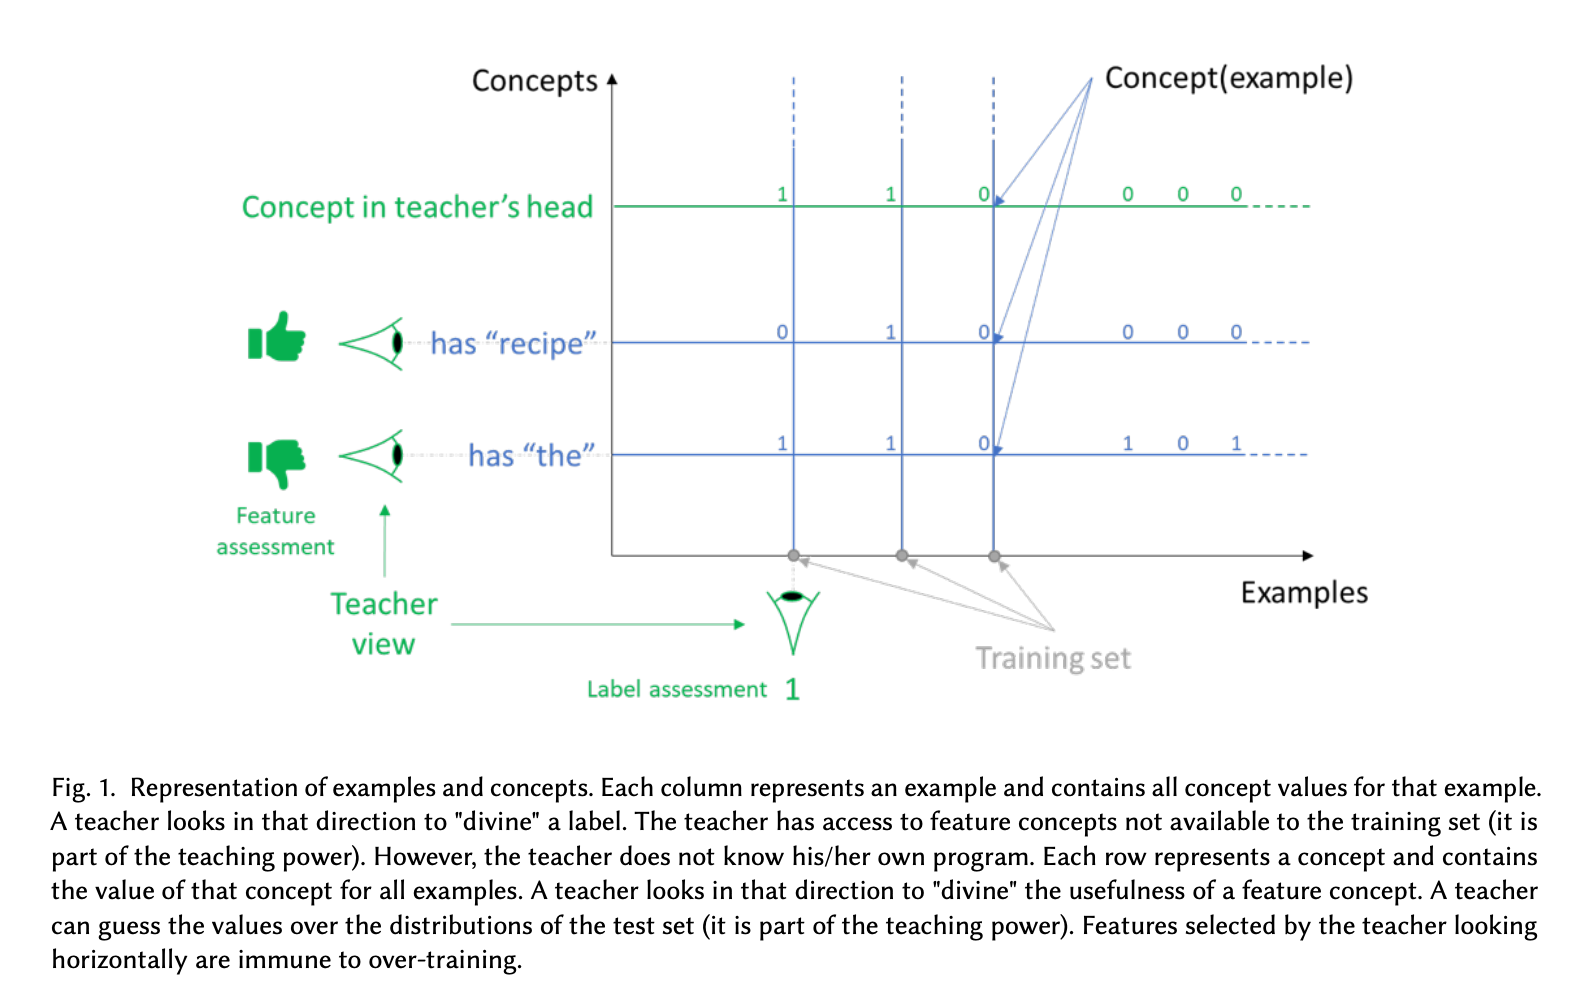 Concepts
Concept(example)
Concept in teacher's head
1 1 0 0 0 0
has “recipe”
0 1 0 0 0 0
has “the”
1 1 0 1 0 1
Feature
assessment
Teacher
view
Examples
Training set
Label assessment 1
Fig. 1. Representation of examples and concepts. Each column represents an example and contains all concept values for that example.
A teacher looks in that direction to "divine" a label. The teacher has access to feature concepts not available to the training set (it is
part of the teaching power). However, the teacher does not know his/her own program. Each row represents a concept and contains
the value of that concept for all examples. A teacher looks in that direction to "divine" the usefulness of a feature concept. A teacher
can guess the values over the distributions of the test set (it is part of the teaching power). Features selected by the teacher looking
horizontally are immune to over-training.